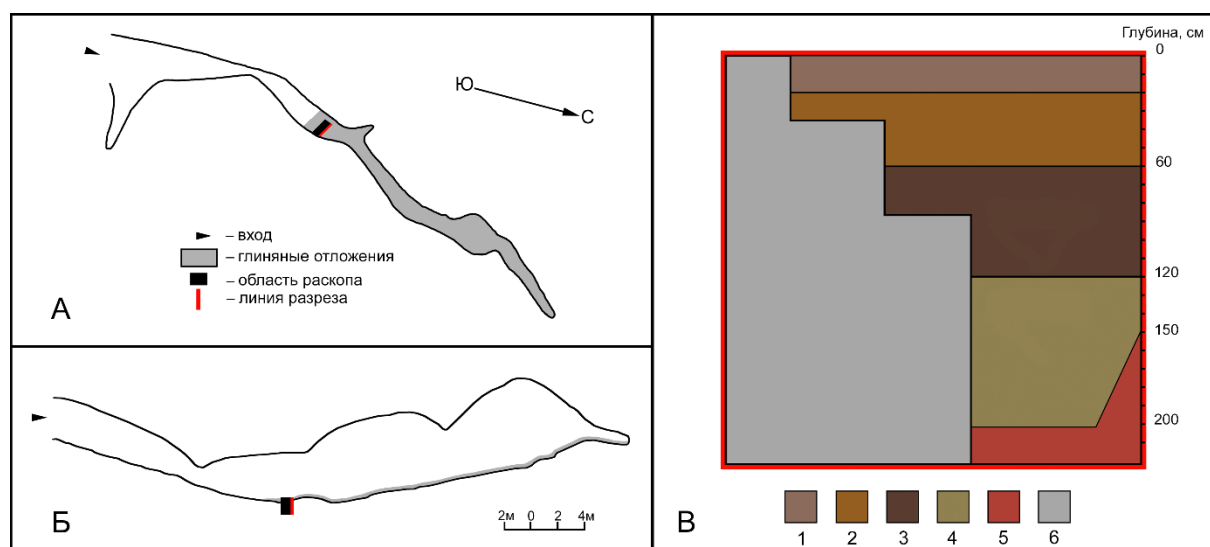 Ю
С
– вход
– глиняные отложения
– область раскопа
– линия разреза
А
Б
2м 0 2 4м
Глубина, см
0
60
120
150
200
В
1 2 3 4 5 6